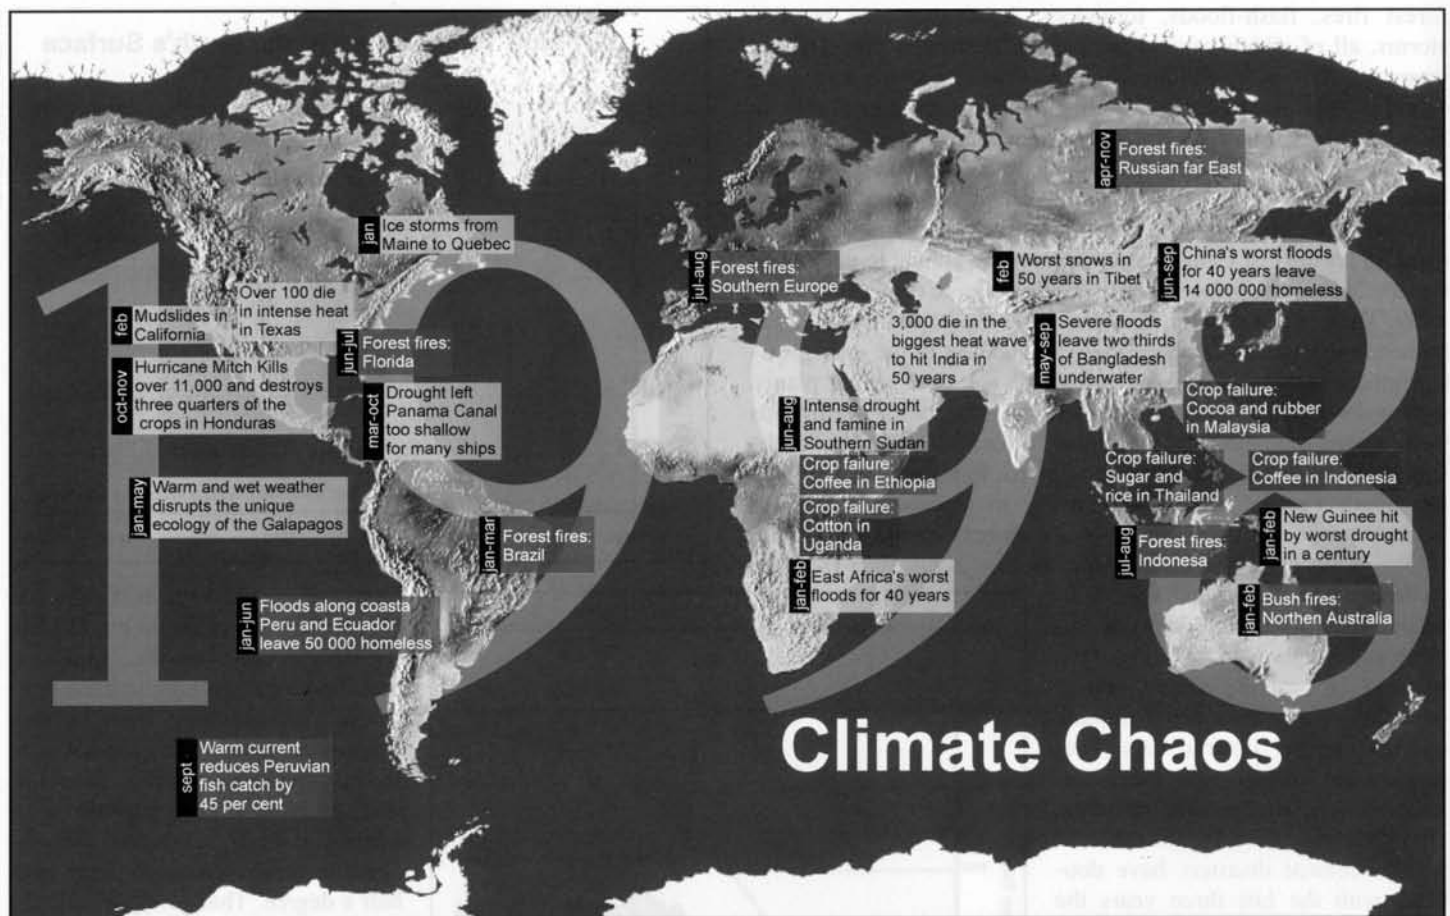 apr-nov
Forest fires:
Russian far East
jan
Ice storms from
Maine to Quebec
jul-aug
Forest fires:
Southern Europe
feb
Worst snows in
50 years in Tibet
jun-sep
China's worst floods
for 40 years leave
14 000 000 homeless
feb
Mudslides in
California
Over 100 die
in intense heat
in Texas
jun-jul
Forest fires:
Florida
3,000 die in the
biggest heat wave
to hit India in
50 years
may-sep
Severe floods
leave two thirds
of Bangladesh
underwater
oct-nov
Hurricane Mitch Kills
over 11,000 and destroys
three quarters of the
crops in Honduras
mar-oct
Drought left
Panama Canal
too shallow
for many ships
jun-aug
Intense drought
and famine in
Southern Sudan
Crop failure:
Cocoa and rubber
in Malaysia
Crop failure:
Coffee in Ethiopia
Crop failure:
Sugar and
rice in Thailand
Crop failure:
Coffee in Indonesia
jan-may
Warm and wet weather
disrupts the unique
ecology of the Galapagos
jan-mar
Forest fires:
Brazil
Crop failure:
Cotton in
Uganda
jul-aug
Forest fires:
Indonesa
jan-feb
New Guinee hit
by worst drought
in a century
jan-feb
East Africa's worst
floods for 40 years
jan-feb
Bush fires:
Northen Australia
jan-jun
Floods along coasta
Peru and Ecuador
leave 50 000 homeless
1998
Climate Chaos
sept
Warm current
reduces Peruvian
fish catch by
45 per cent